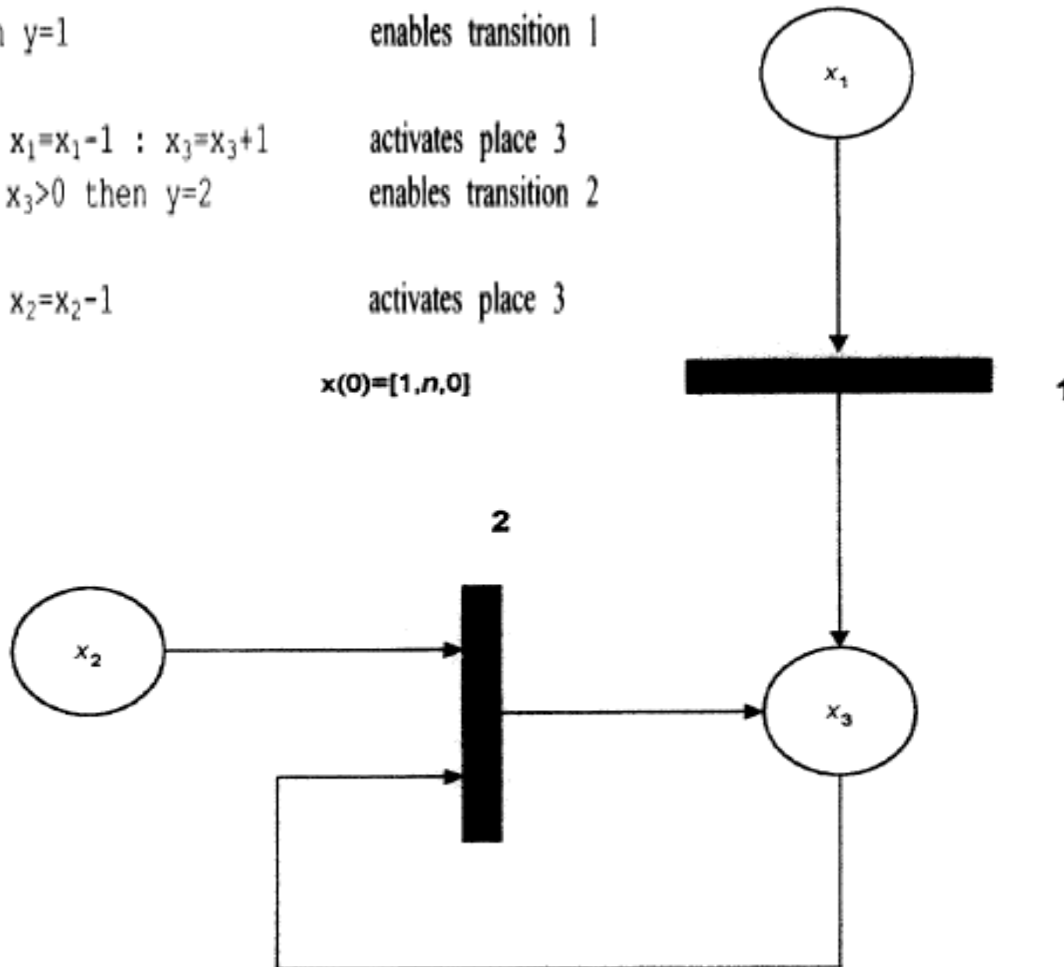 y=1 enables transition 1
x₁
x₁=x₁-1 : x₃=x₃+1 activates place 3
x₃>0 then y=2 enables transition 2
x₂=x₂-1 activates place 3
x(0)=[1,n,0]
1
2
x₂
x₃